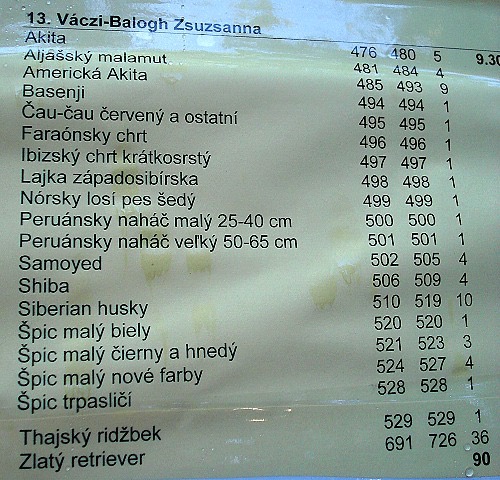 13. Váczi-Balogh Zsuzsanna 9.30
Akita 476 480 5
Aljášský malamut 481 484 4
Americká Akita 485 493 9
Basenji 494 494 1
Čau-čau červený a ostatní 495 495 1
Faraónsky chrt 496 496 1
Ibizský chrt krátkosrstý 497 497 1
Lajka západosibírska 498 498 1
Nórsky losí pes šedý 499 499 1
Peruánsky naháč malý 25-40 cm 500 500 1
Peruánsky naháč veľký 50-65 cm 501 501 1
Samoyed 502 505 4
Shiba 506 509 4
Siberian husky 510 519 10
Špic malý biely 520 520 1
Špic malý čierny a hnedý 521 523 3
Špic malý nové farby 524 527 4
Špic trpasličí 528 528 1
Thajský ridžbek 529 529 1
Zlatý retriever 691 726 36
90